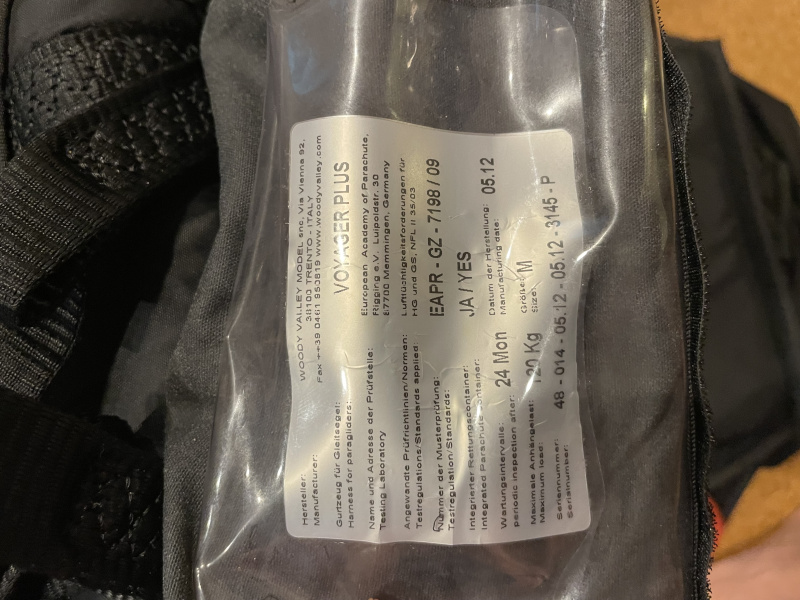 Hersteller: WOODY VALLEY MODEL snc, Via Vienna 92,
Manufacturer: 38100 TRENTO - ITALY
Fax ++39 0461 950819 www.woodyvalley.com
Gurtzeug für Gleitsegel: VOYAGER PLUS
Harness for paragliders:
Name und Adresse der Prüfstelle: European Academy of Parachute,
Testing Laboratory Rigging e.V. Luipoldstr. 30
87700 Memmingen, Germany
Angewandte Prüfrichtlinien/Normen: Luftüchtigkeitsforderungen für
Testregulations/Standards applied HG und GS, NFL II 35/03
Nummer der Musterprüfung: EAPR - GZ - 7198 / 09
Testregulation/Standards:
Integrierter Rettungscontainer: JA / YES
Integrated Parachute Container:
Wartungsintervalle: 24 Mon Datum der Herstellung: 05.12
periodic inspection after: Manufacturing date:
Maximale Anhängelast: 120 Kg Größe: M
Maximum load: Size:
Seriennummer: 48 - 014 - 05.12 - 05.12 - 3145 - P
Serialnumber: